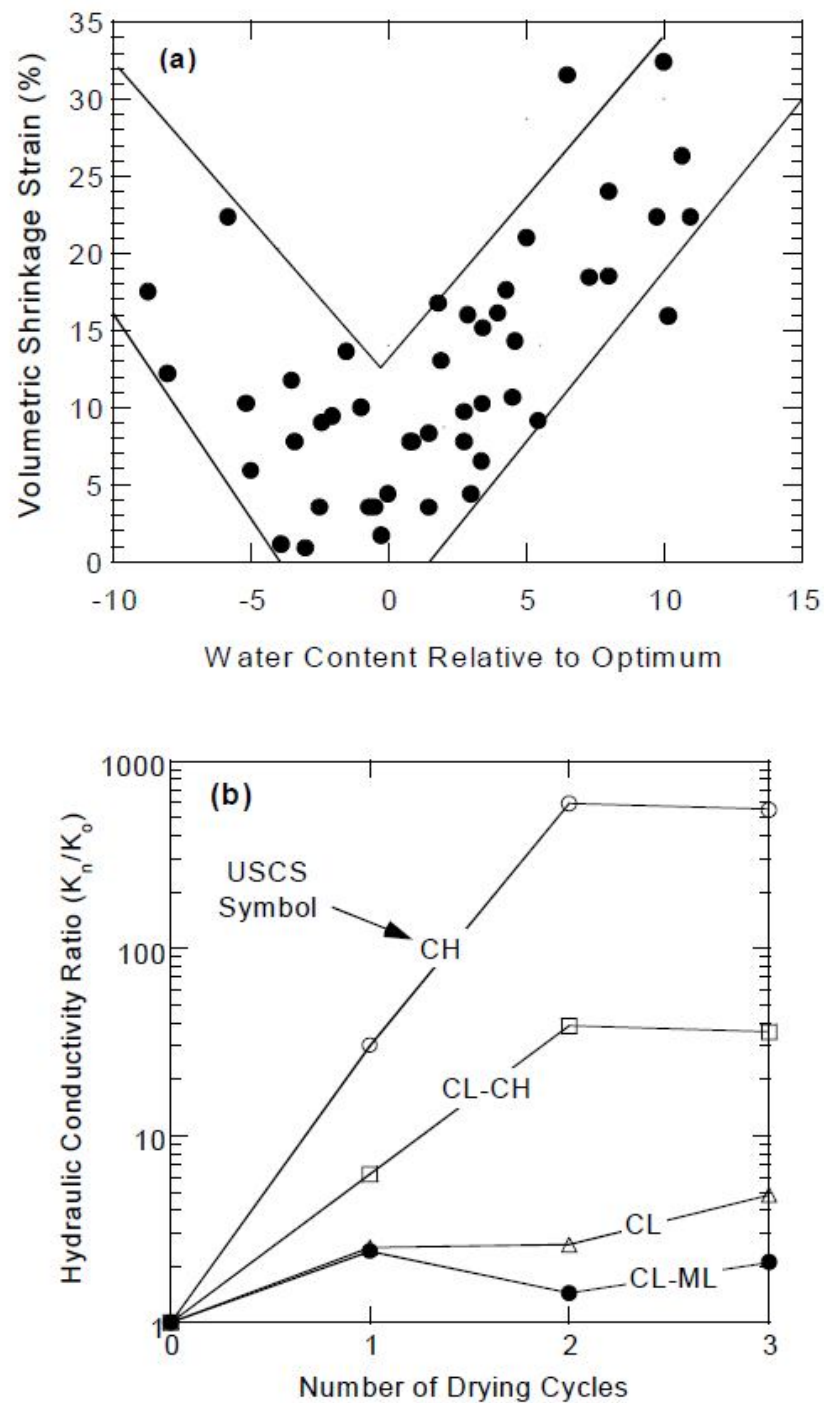 (a)
Volumetric Shrinkage Strain (%)
35
30
25
20
15
10
5
0
-10
-5
0
5
10
15
Water Content Relative to Optimum
(b)
Hydraulic Conductivity Ratio (Kn/Ko)
1000
100
10
1
USCS
Symbol
CH
CL-CH
CL
CL-ML
0
1
2
3
Number of Drying Cycles